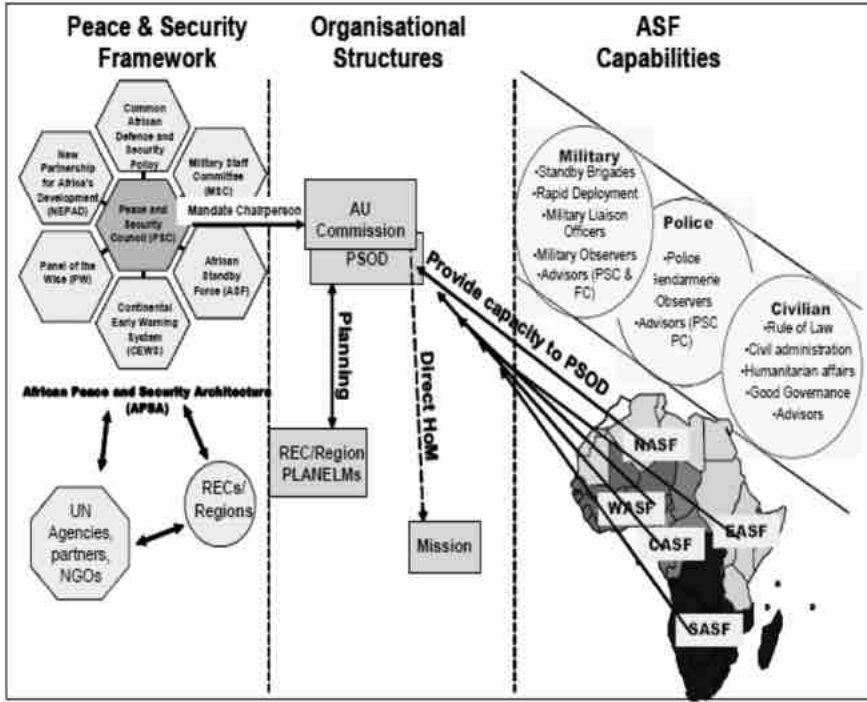 Peace & Security
Framework
Organisational
Structures
ASF
Capabilities
Common
African
Defence and
Security
Policy
New
Partnership
for Africa's
Development
(NEPAD)
Military Staff
Committee
(MSC)
Peace and
Security
Council (PSC)
Mandate Chairperson
Panel of the
Wise (PW)
African
Standby
Force (ASF)
Continental
Early Warning
System
(CEWS)
African Peace and Security Architecture
(APSA)
UN
Agencies,
partners,
NGOs
RECs/
Regions
AU
Commission
PSOD
Planning
Direct HoM
REC/Region
PLANELMs
Mission
Provide capacity to PSOD
Military
•Standby Brigades
•Rapid Deployment
•Military Liaison
Officers
•Military Observers
•Advisors (PSC &
FC)
Police
•Police
Gendarmerie
Observers
•Advisors (PSC
PC)
Civilian
•Rule of Law
•Civil administration
•Humanitarian affairs
•Good Governance
•Advisors
NASF
WASF
CASF
EASF
SASF